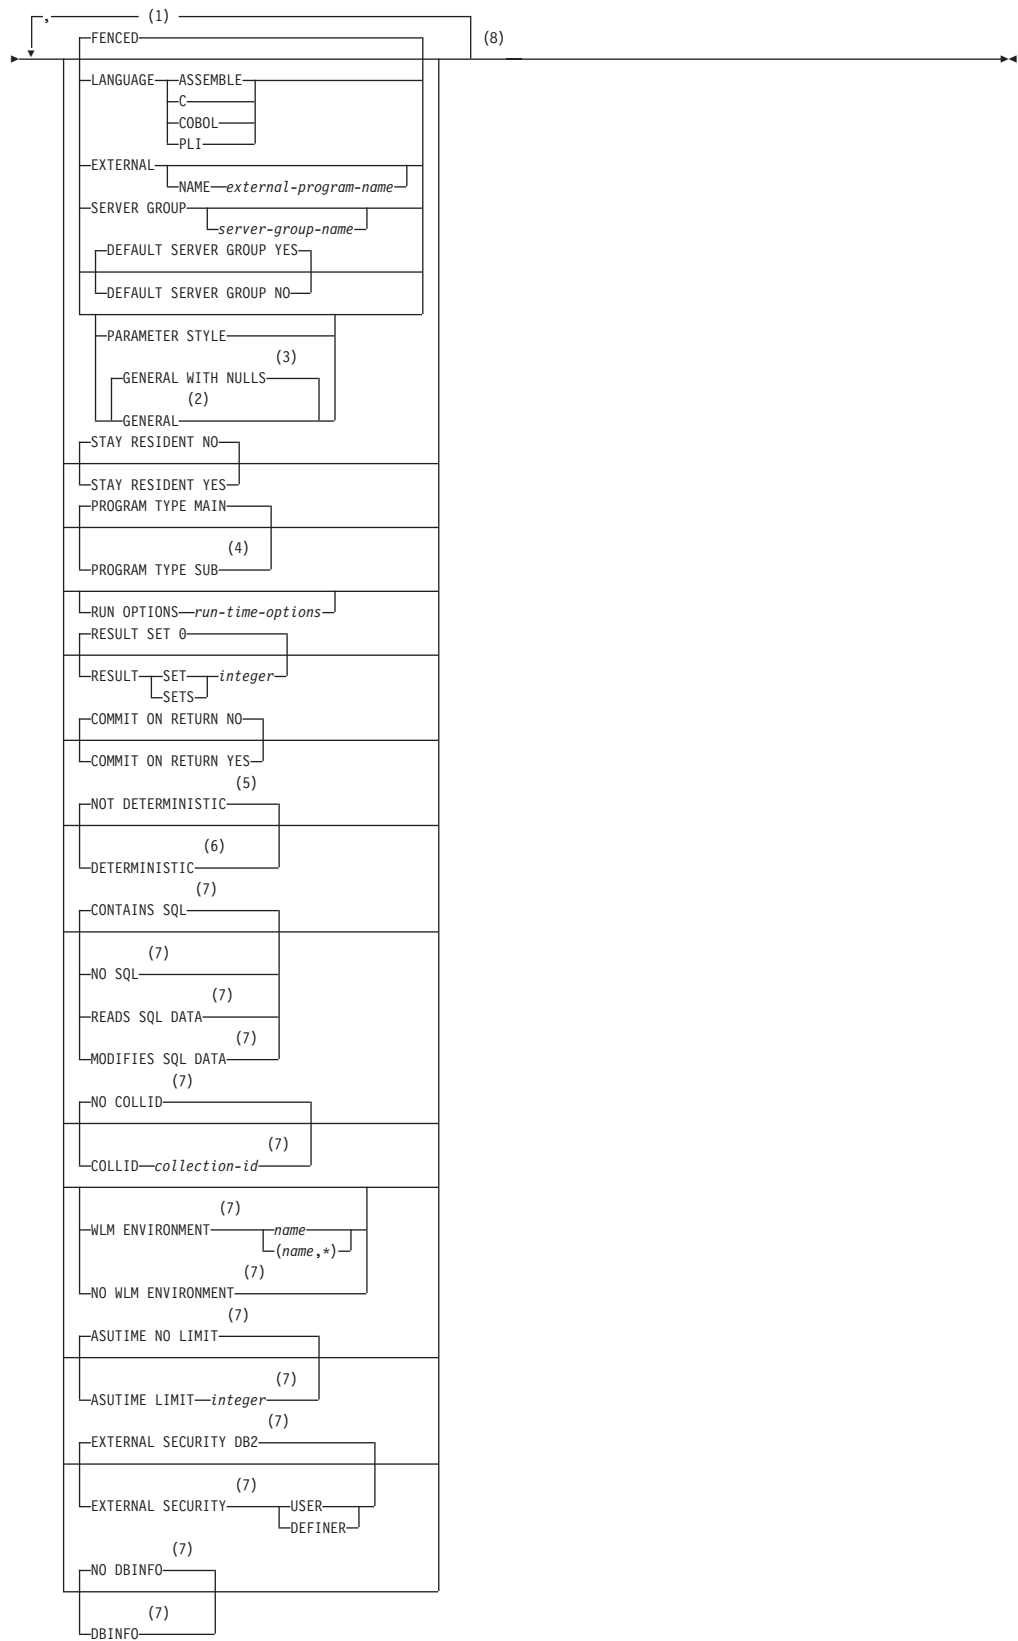 , (1)
FENCED (8)
LANGUAGE ASSEMBLE
C
COBOL
PLI
EXTERNAL
NAME external-program-name
SERVER GROUP
server-group-name
DEFAULT SERVER GROUP YES
DEFAULT SERVER GROUP NO
PARAMETER STYLE
(3)
GENERAL WITH NULLS
(2)
GENERAL
STAY RESIDENT NO
STAY RESIDENT YES
PROGRAM TYPE MAIN
(4)
PROGRAM TYPE SUB
RUN OPTIONS run-time-options
RESULT SET 0
RESULT SET integer
SETS
COMMIT ON RETURN NO
COMMIT ON RETURN YES
(5)
NOT DETERMINISTIC
(6)
DETERMINISTIC
(7)
CONTAINS SQL
(7)
NO SQL
(7)
READS SQL DATA
(7)
MODIFIES SQL DATA
(7)
NO COLLID
(7)
COLLID collection-id
(7)
WLM ENVIRONMENT name
(name,*)
(7)
NO WLM ENVIRONMENT
(7)
ASUTIME NO LIMIT
(7)
ASUTIME LIMIT integer
(7)
EXTERNAL SECURITY DB2
(7)
EXTERNAL SECURITY USER
DEFINER
(7)
NO DBINFO
(7)
DBINFO